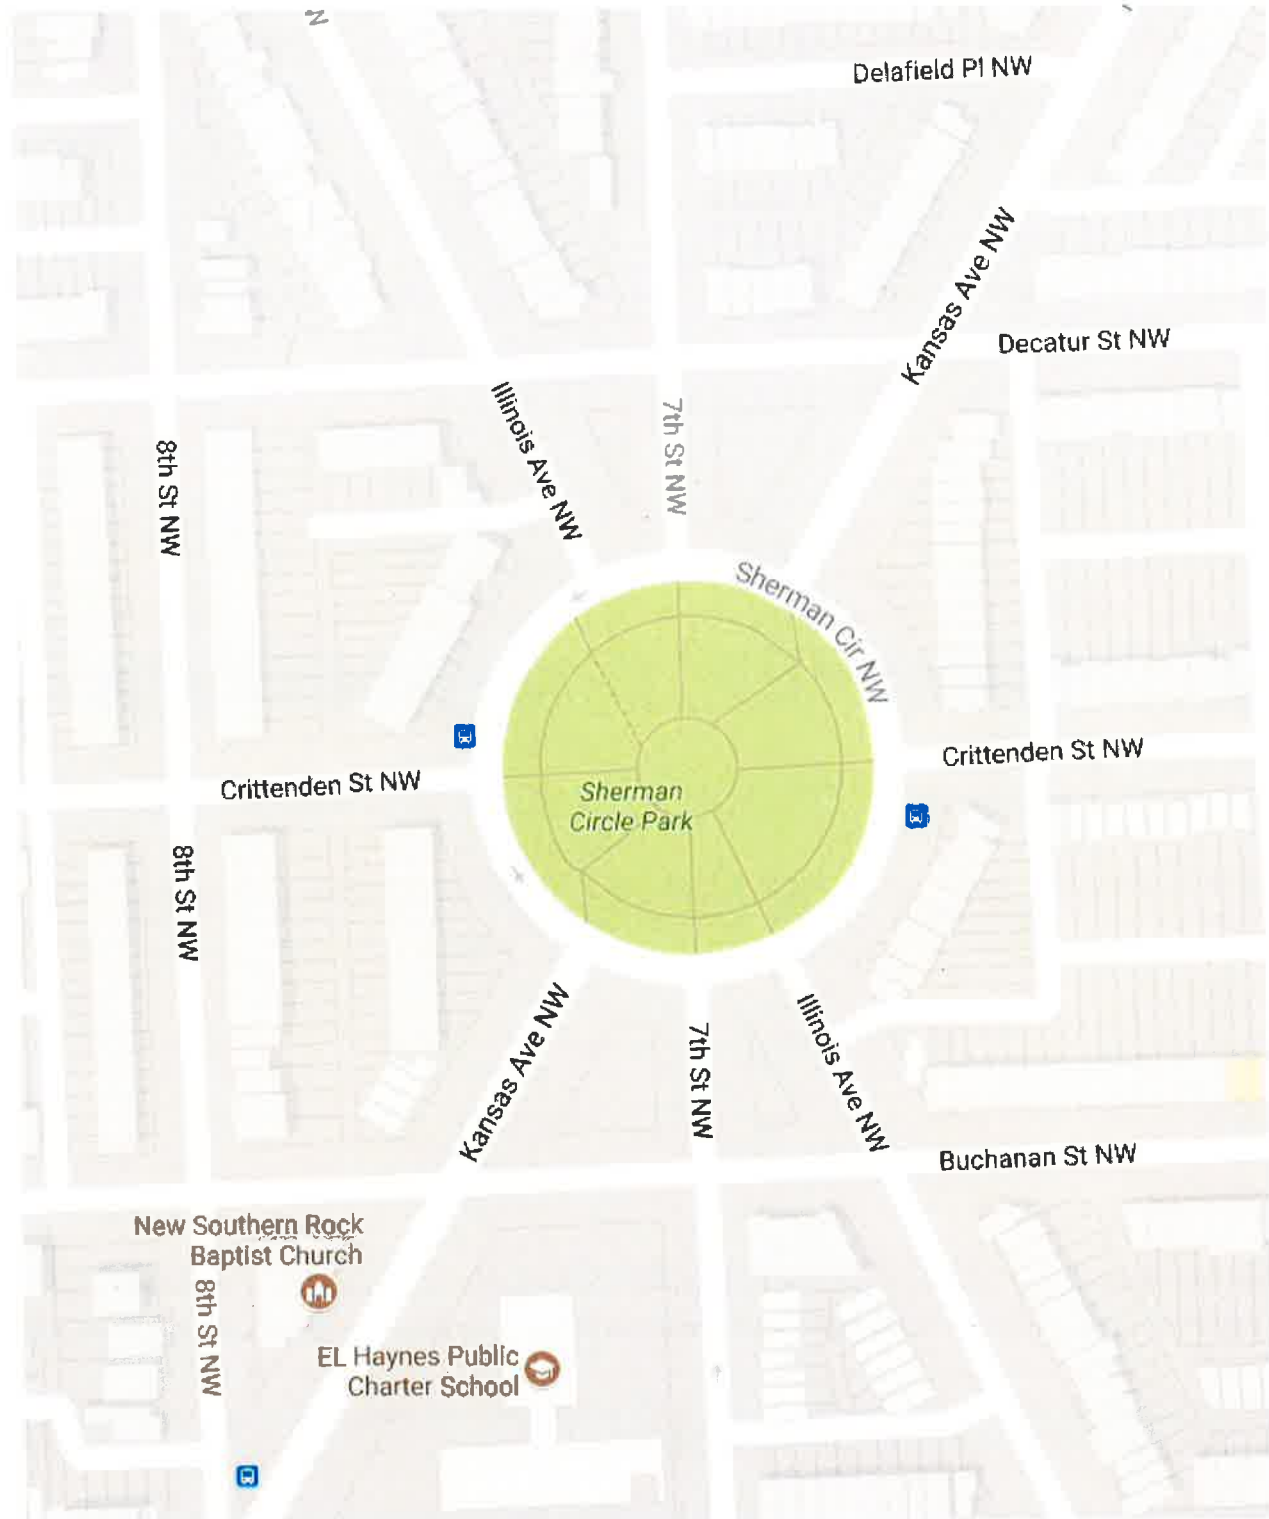 N
Delafield Pl NW
Kansas Ave NW
Decatur St NW
Illinois Ave NW
7th St NW
8th St NW
Sherman Cir NW
Crittenden St NW
Crittenden St NW
Sherman
Circle Park
8th St NW
Kansas Ave NW
7th St NW
Illinois Ave NW
Buchanan St NW
New Southern Rock
Baptist Church
8th St NW
EL Haynes Public
Charter School